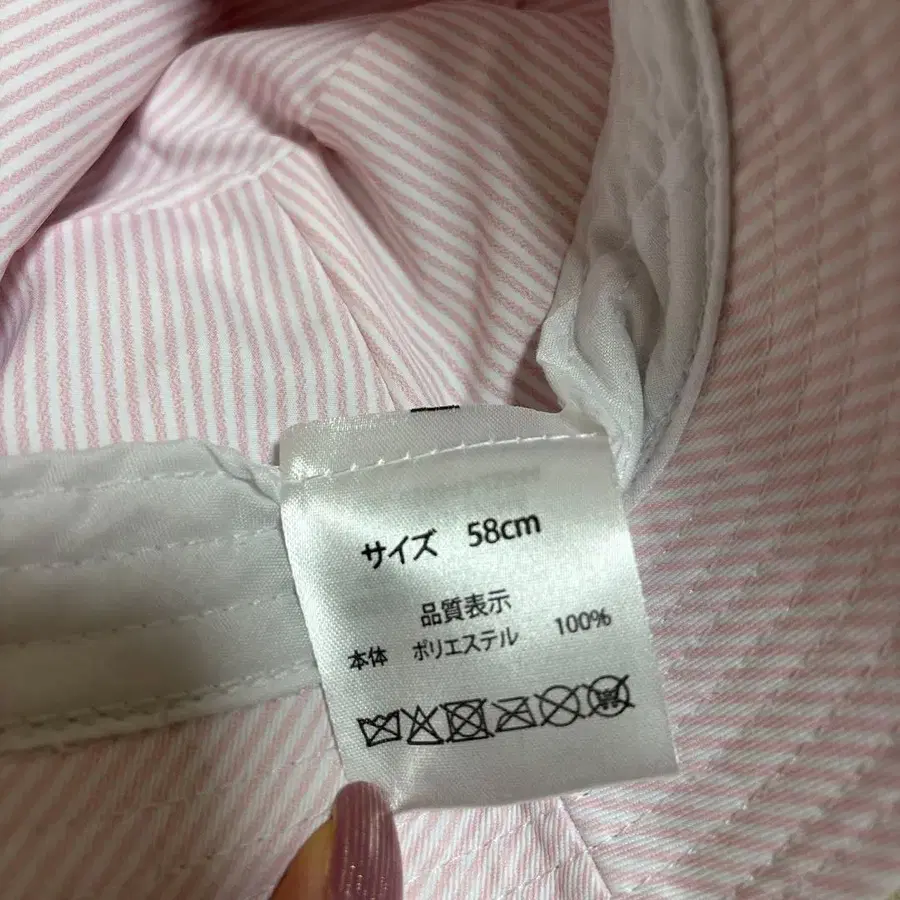 サイズ 58cm
品質表示
本体 ポリエステル 100%